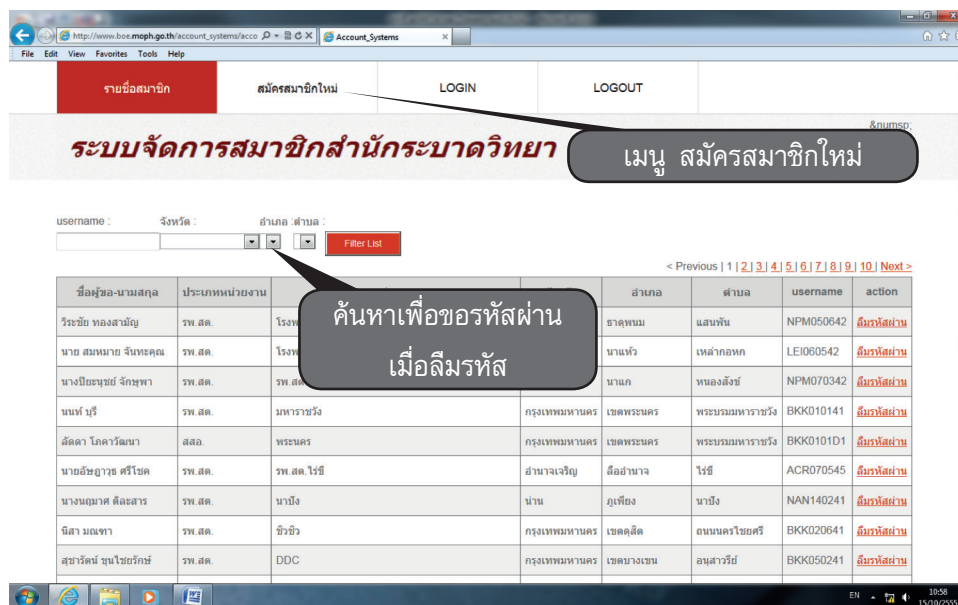 http://www.boe.moph.go.th/account_systems/acco
Account_Systems
File Edit View Favorites Tools Help
รายชื่อสมาชิก สมัครสมาชิกใหม่ LOGIN LOGOUT
&numsp;
ระบบจัดการสมาชิกสำนักระบาดวิทยา
เมนู สมัครสมาชิกใหม่
username : จังหวัด : อำเภอ :ตำบล :
Filter List
< Previous | 1 | 2 | 3 | 4 | 5 | 6 | 7 | 8 | 9 | 10 | Next >
ชื่อผู้ขอ-นามสกุล ประเภทหน่วยงาน อำเภอ ตำบล username action
ค้นหาเพื่อขอรหัสผ่าน
เมื่อลืมรหัส
วิระชัย ทองสามัญ รพ.สต. โรงพ ธาตุพนม แสนพัน NPM050642 ลืมรหัสผ่าน
นาย สมหมาย จันทะคุณ รพ.สต. โรงพ นาแห้ว เหล่ากอหก LEI060542 ลืมรหัสผ่าน
นางปิยะนุชย์ จักษุพา รพ.สต. รพ.สต นาแก หนองสังข์ NPM070342 ลืมรหัสผ่าน
นนท์ บุรี รพ.สต. มหาราชวัง กรุงเทพมหานคร เขตพระนคร พระบรมมหาราชวัง BKK010141 ลืมรหัสผ่าน
ลัดดา โภควัฒนา สสอ. พระนคร กรุงเทพมหานคร เขตพระนคร พระบรมมหาราชวัง BKK0101D1 ลืมรหัสผ่าน
นายอัษฎาวุธ ศรีโชค รพ.สต. รพ.สต.ไร่ขี อำนาจเจริญ ลืออำนาจ ไร่ขี ACR070545 ลืมรหัสผ่าน
นางนฤมาศ ดิละสาร รพ.สต. นาปัง น่าน ภูเพียง นาปัง NAN140241 ลืมรหัสผ่าน
นิสา มณฑา รพ.สต. ชิวชิว กรุงเทพมหานคร เขตดุสิต ถนนนครไชยศรี BKK020641 ลืมรหัสผ่าน
สุชารัตน์ ขุนไชยรักษ์ รพ.สต. DDC กรุงเทพมหานคร เขตบางเขน อนุสาวรีย์ BKK050241 ลืมรหัสผ่าน
EN 10:58
15/10/2555